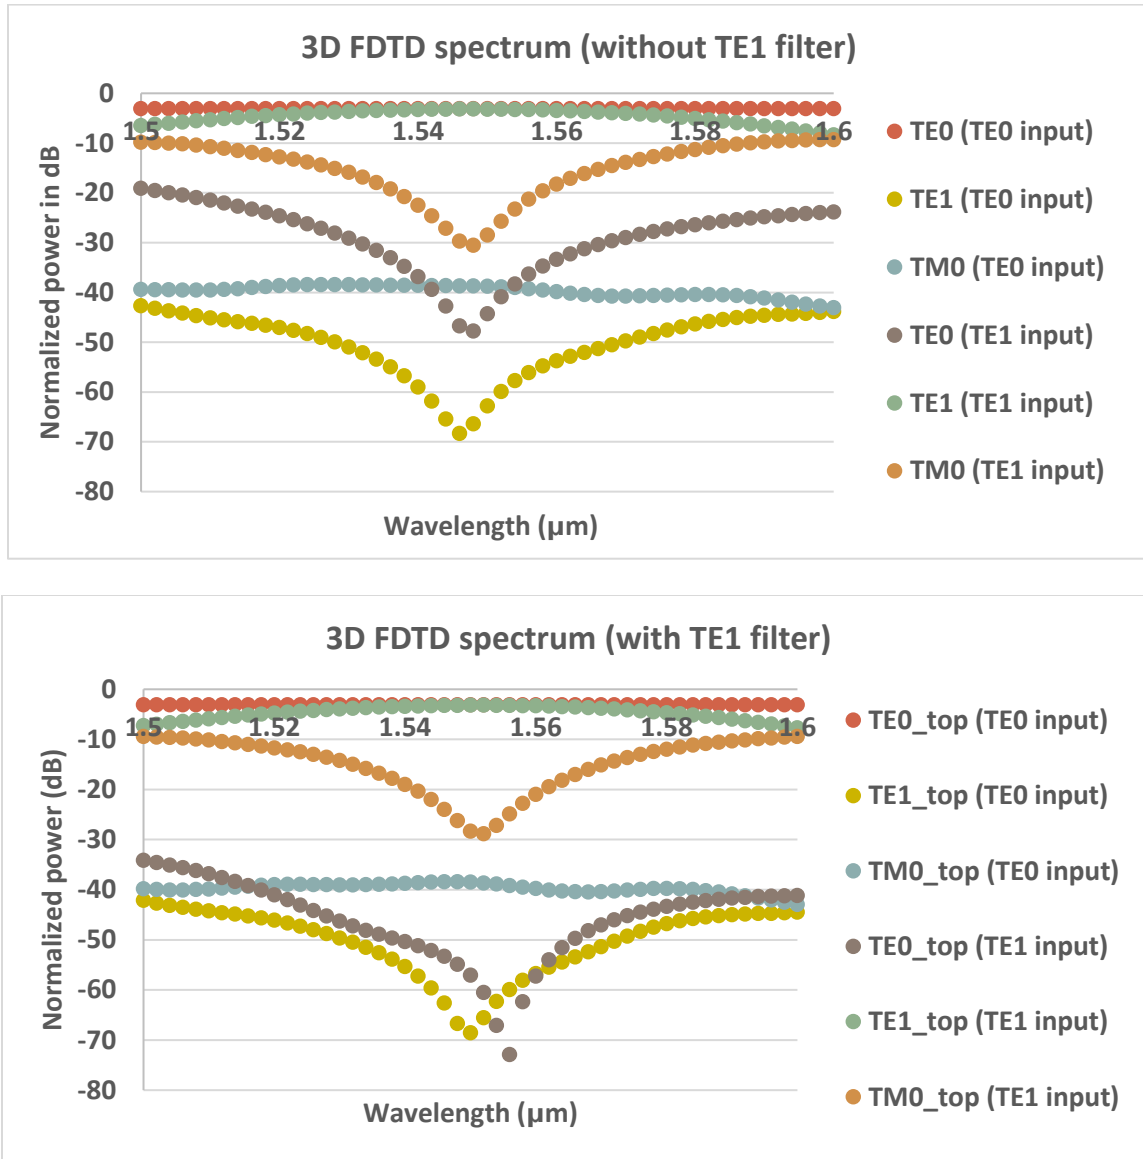 3D FDTD spectrum (without TE1 filter)
0
-10
-20
-30
-40
-50
-60
-70
-80
1.5
1.52
1.54
1.56
1.58
1.6
Normalized power in dB
Wavelength (μm)
TE0 (TE0 input)
TE1 (TE0 input)
TM0 (TE0 input)
TE0 (TE1 input)
TE1 (TE1 input)
TM0 (TE1 input)
3D FDTD spectrum (with TE1 filter)
0
-10
-20
-30
-40
-50
-60
-70
-80
1.5
1.52
1.54
1.56
1.58
1.6
Normalized power (dB)
Wavelength (μm)
TE0_top (TE0 input)
TE1_top (TE0 input)
TM0_top (TE0 input)
TE0_top (TE1 input)
TE1_top (TE1 input)
TM0_top (TE1 input)